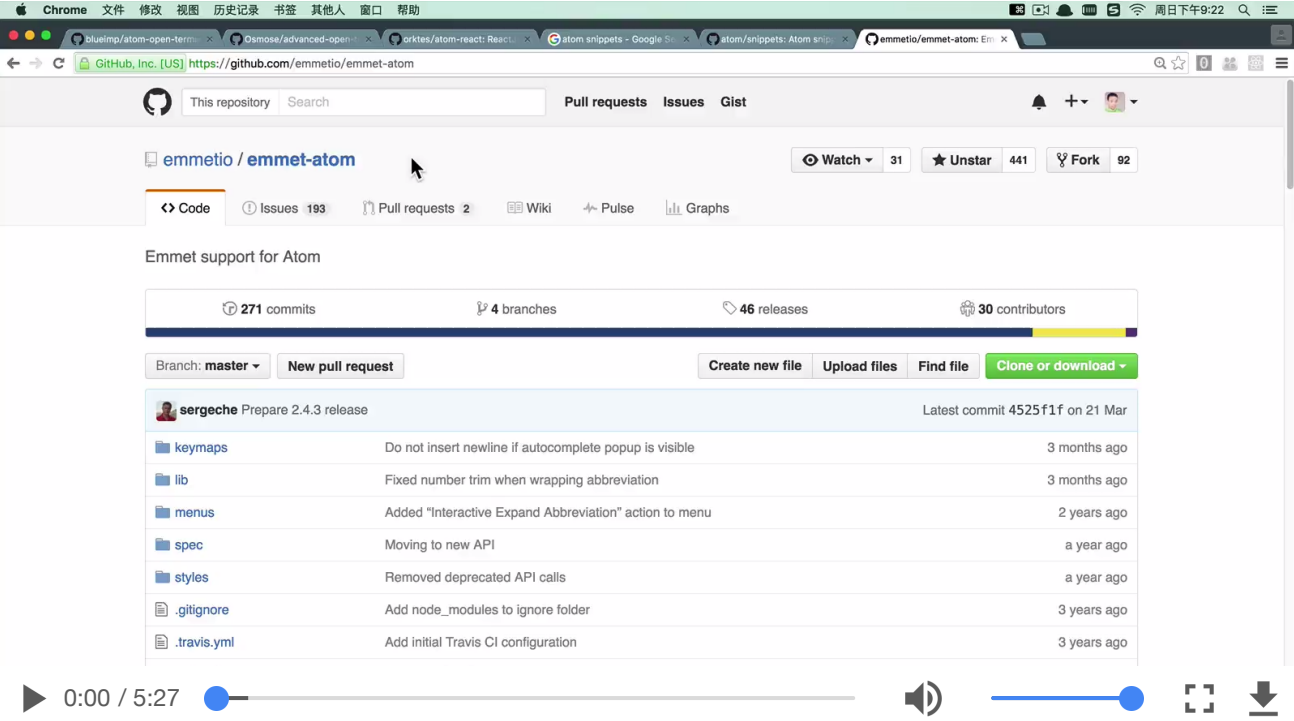 Chrome 文件 修改 视图 历史记录 书签 其他人 窗口 帮助 周日下午9:22
blueimp/atom-open-term × Osmose/advanced-open- × orktes/atom-react: React. × atom snippets - Google Se × atom/snippets: Atom snip × emmetio/emmet-atom: Em ×
GitHub, Inc. [US] https://github.com/emmetio/emmet-atom
This repository Search Pull requests Issues Gist
emmetio / emmet-atom Watch 31 Unstar 441 Fork 92
Code Issues 193 Pull requests 2 Wiki Pulse Graphs
Emmet support for Atom
271 commits 4 branches 46 releases 30 contributors
Branch: master New pull request Create new file Upload files Find file Clone or download
sergeche Prepare 2.4.3 release Latest commit 4525f1f on 21 Mar
keymaps Do not insert newline if autocomplete popup is visible 3 months ago
lib Fixed number trim when wrapping abbreviation 3 months ago
menus Added “Interactive Expand Abbreviation” action to menu 2 years ago
spec Moving to new API a year ago
styles Removed deprecated API calls a year ago
.gitignore Add node_modules to ignore folder 3 years ago
.travis.yml Add initial Travis CI configuration 3 years ago
0:00 / 5:27